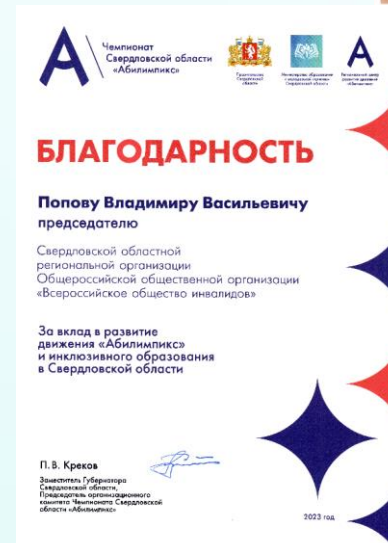 Чемпионат
Свердловской области
«Абилимпикс»
БЛАГОДАРНОСТЬ
Попову Владимиру Васильевичу
председателю
Свердловской областной
региональной организации
Общероссийской общественной организации
«Всероссийское общество инвалидов»
За вклад в развитие
движения «Абилимпикс»
и инклюзивного образования
в Свердловской области
П.В. Креков
Заместитель Губернатора
Свердловской области,
Председатель организационного
комитета Чемпионата Свердловской
области «Абилимпикс»
2023 год